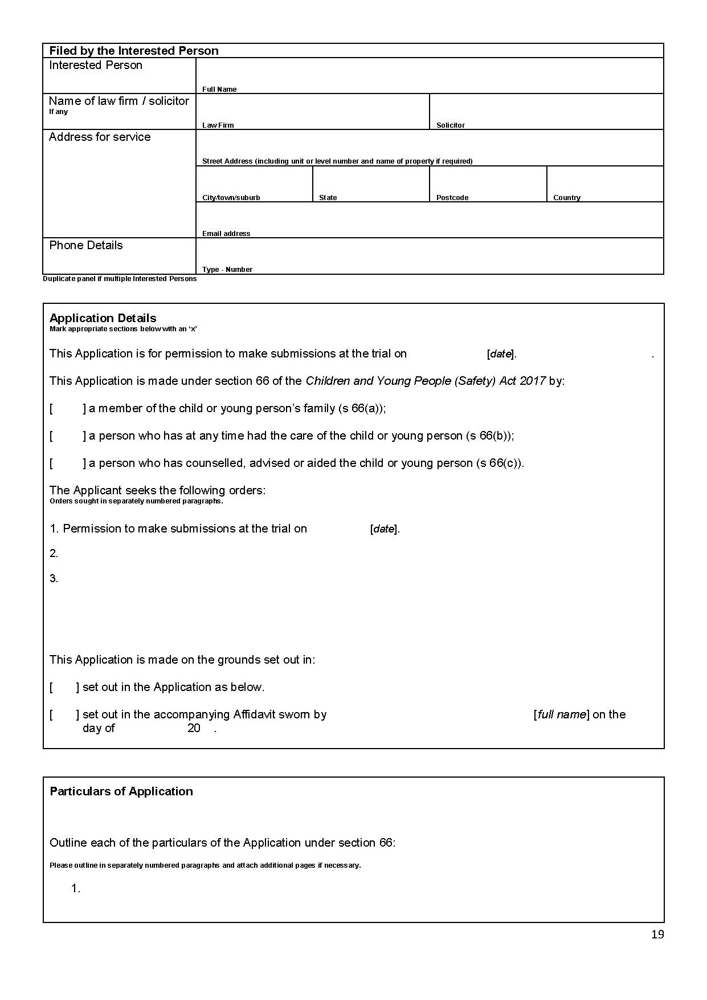 Filed by the Interested Person
Interested Person
Full Name
Name of law firm / solicitor
If any
Law Firm Solicitor
Address for service
Street Address (including unit or level number and name of property if required)
City/town/suburb State Postcode Country
Email address
Phone Details
Type - Number
Duplicate panel if multiple Interested Persons
Application Details
Mark appropriate sections below with an ‘x’
This Application is for permission to make submissions at the trial on [date]. .
This Application is made under section 66 of the Children and Young People (Safety) Act 2017 by:
[ ] a member of the child or young person’s family (s 66(a));
[ ] a person who has at any time had the care of the child or young person (s 66(b));
[ ] a person who has counselled, advised or aided the child or young person (s 66(c)).
The Applicant seeks the following orders:
Orders sought in separately numbered paragraphs.
1. Permission to make submissions at the trial on [date].
2.
3.
This Application is made on the grounds set out in:
[ ] set out in the Application as below.
[ ] set out in the accompanying Affidavit sworn by [full name] on the
day of 20 .
Particulars of Application
Outline each of the particulars of the Application under section 66:
Please outline in separately numbered paragraphs and attach additional pages if necessary.
1.
19